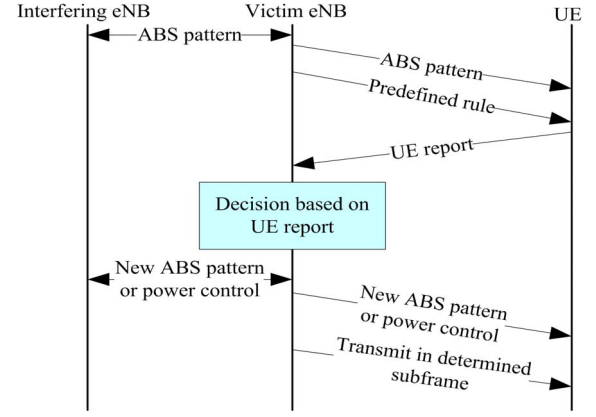 Interfering eNB
Victim eNB
UE
ABS pattern
ABS pattern
Predefined rule
UE report
Decision based on
UE report
New ABS pattern
or power control
New ABS pattern
or power control
Transmit in determined
subframe